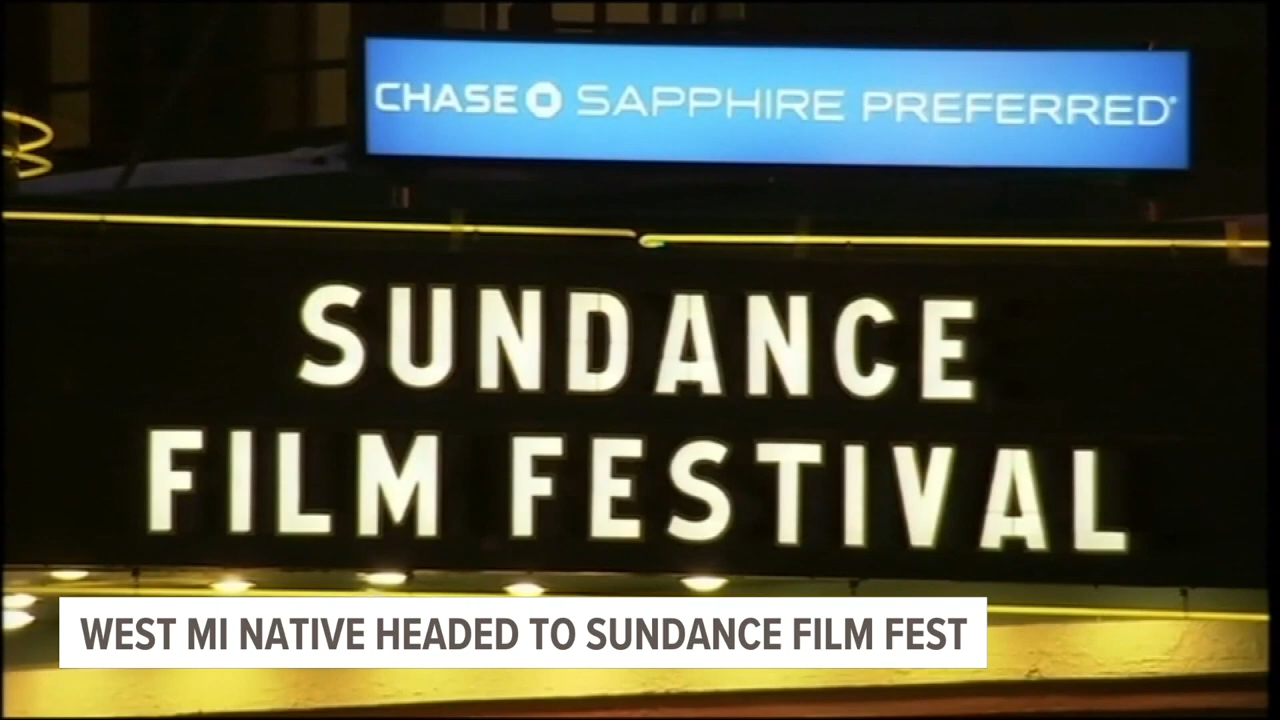 CHASE SAPPHIRE PREFERRED®
SUNDANCE
FILM FESTIVAL
WEST MI NATIVE HEADED TO SUNDANCE FILM FEST